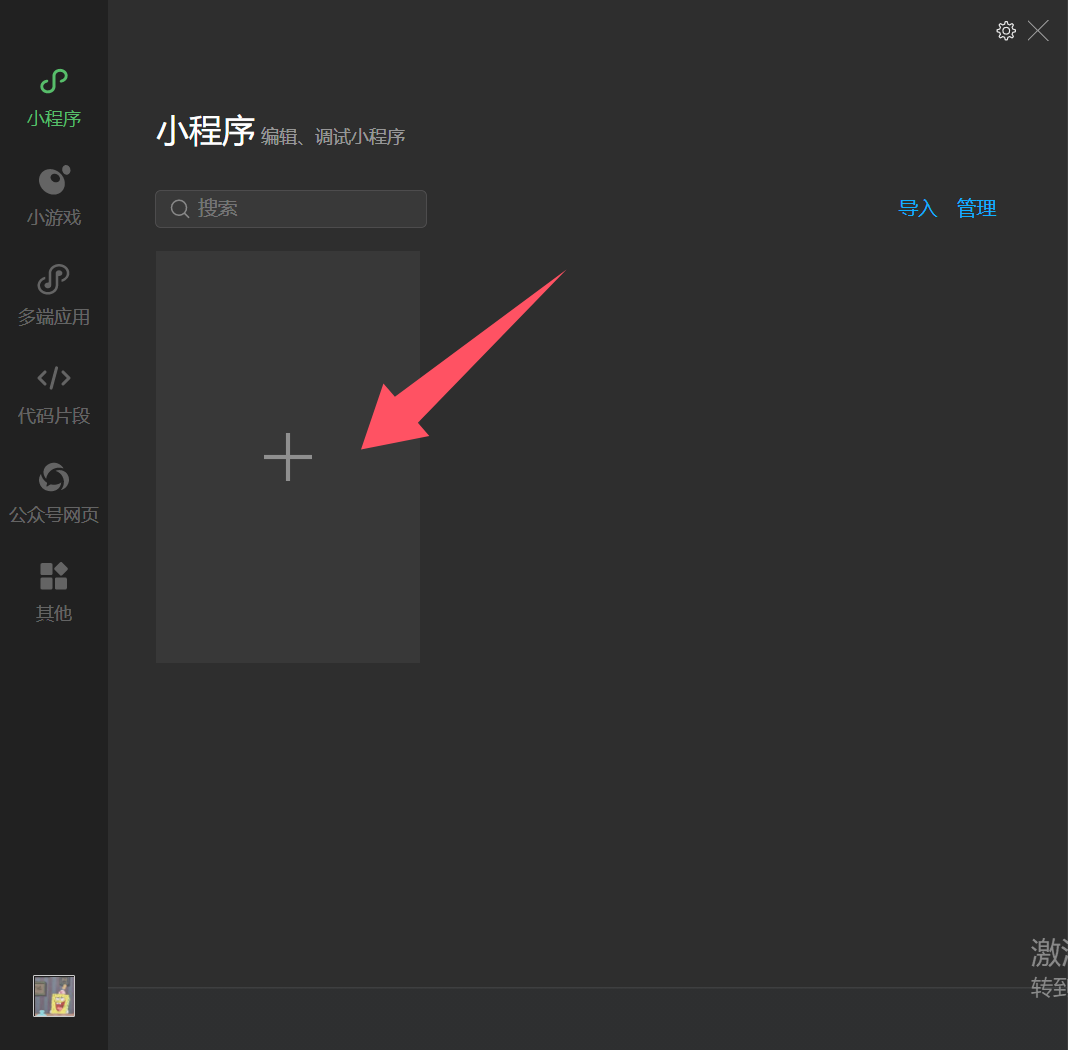 小程序
小游戏
多端应用
代码片段
公众号网页
其他
小程序 编辑、调试小程序
搜索
导入 管理
转到